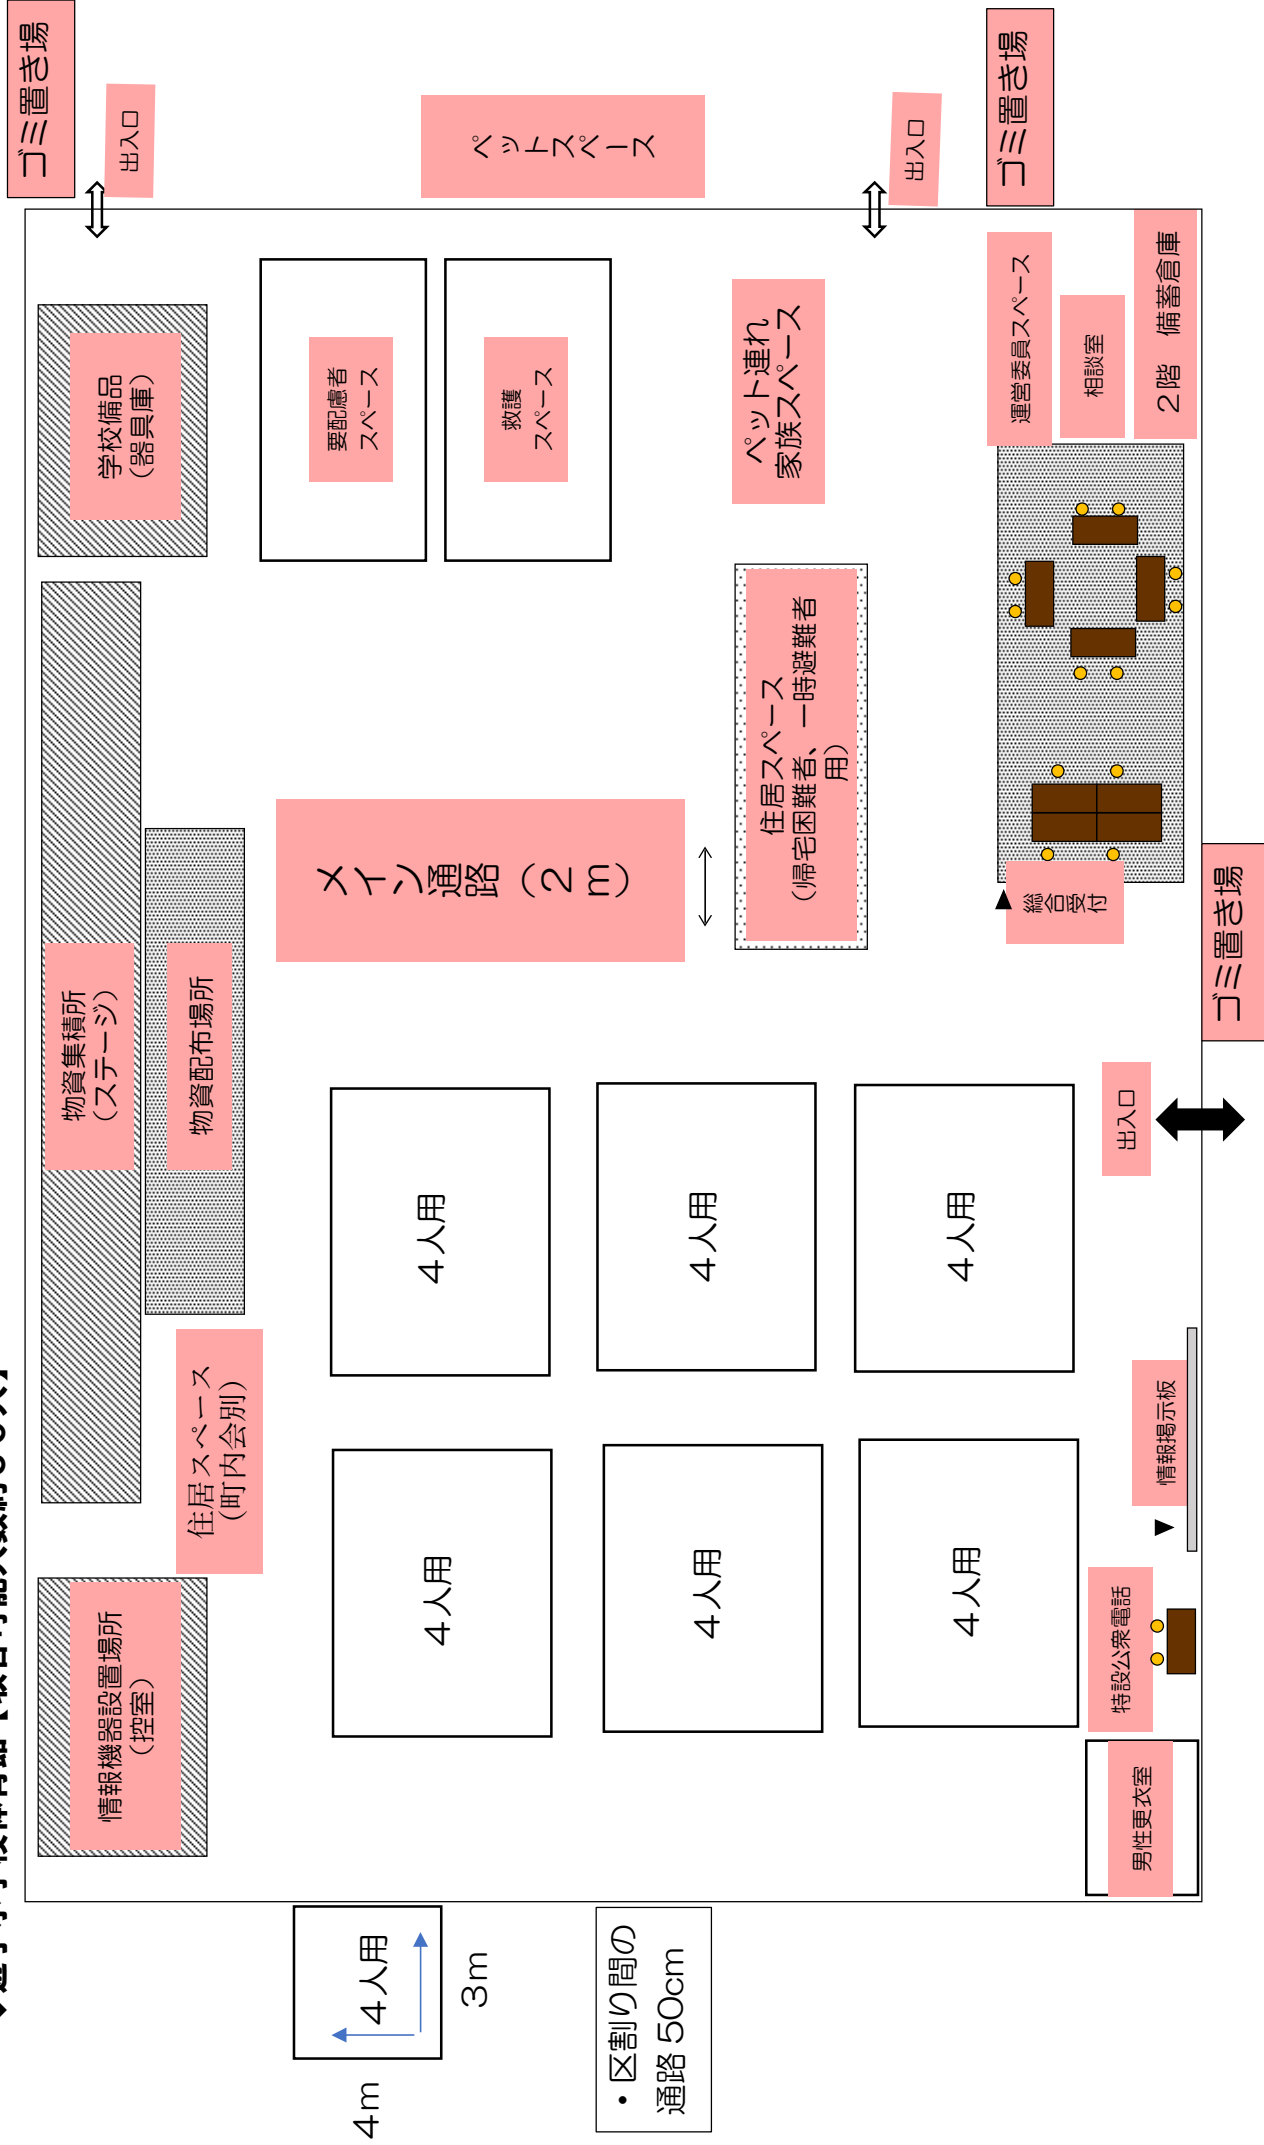 情報機器設置場所
（控室）
物資集積所
（ステージ）
学校備品
（器具庫）
ゴミ置き場
出入口
住居スペース
（町内会別）
物資配布場所
4m
４人用
3m
４人用
４人用
メイン通路（２
ｍ）
要配慮者
スペース
救護
スペース
ペットスペース
・区割り間の
通路 50cm
４人用
４人用
住居スペース
（帰宅困難者、一時避難者
用）
ペット連れ
家族スペース
出入口
４人用
４人用
総合受付
運営委員スペース
相談室
２階　備蓄倉庫
ゴミ置き場
男性更衣室
特設公衆電話
情報掲示板
出入口
ゴミ置き場